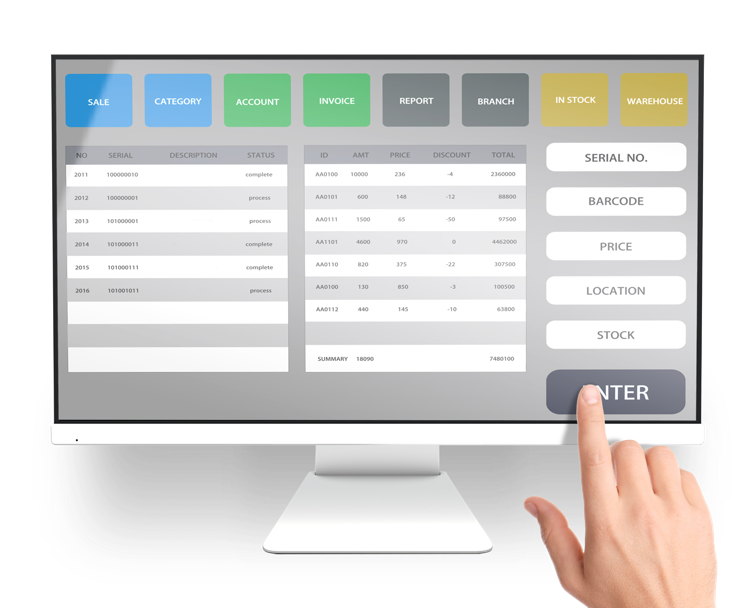 SALE CATEGORY ACCOUNT INVOICE REPORT BRANCH IN STOCK WAREHOUSE
NO SERIAL DESCRIPTION STATUS
2011 100000010 complete
2012 100000001 process
2013 101000001 process
2014 101000011 complete
2015 101000111 complete
2016 101001011 process
ID AMT PRICE DISCOUNT TOTAL
AA0100 10000 236 -4 2360000
AA0101 600 148 -12 88800
AA0111 1500 65 -50 97500
AA1101 4600 970 0 4462000
AA0110 820 375 -22 307500
AA0100 130 850 -3 100500
AA0112 440 145 -10 63800
SUMMARY 18090 7480100
SERIAL NO.
BARCODE
PRICE
LOCATION
STOCK
ENTER